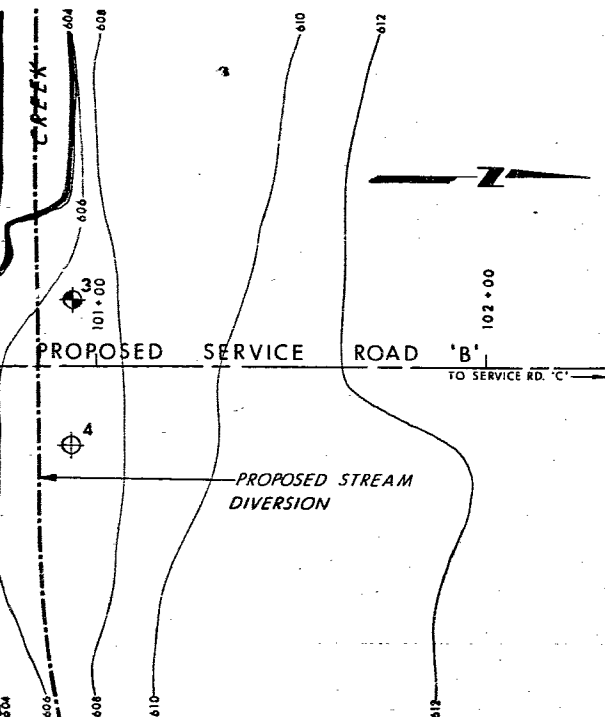 604
608
610
612
CREEK
N
606
3
101 + 00
102 + 00
PROPOSED SERVICE ROAD 'B'
TO SERVICE RD. 'C'
4
PROPOSED STREAM
DIVERSION
604
606
608
610
612